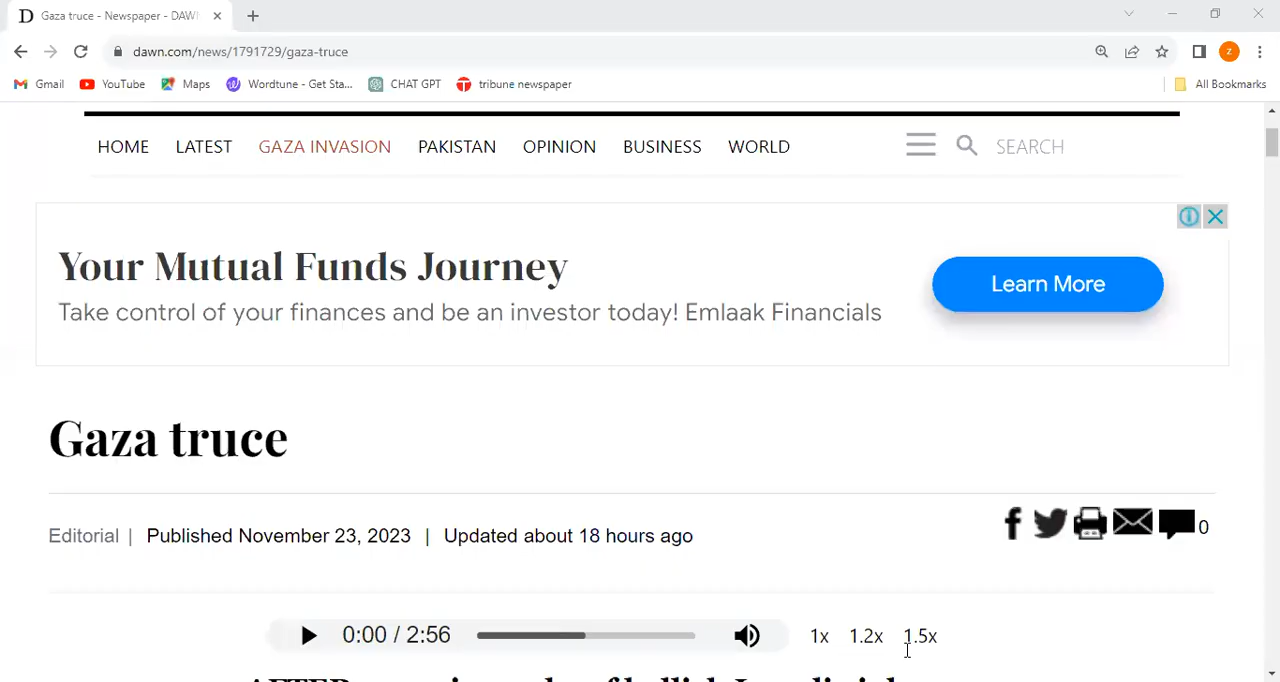 Gaza truce - Newspaper - DAW
dawn.com/news/1791729/gaza-truce
z
Gmail YouTube Maps Wordtune - Get Sta... CHAT GPT tribune newspaper All Bookmarks
HOME LATEST GAZA INVASION PAKISTAN OPINION BUSINESS WORLD SEARCH
Your Mutual Funds Journey
Take control of your finances and be an investor today! Emlaak Financials
Learn More
Gaza truce
Editorial | Published November 23, 2023 | Updated about 18 hours ago
0
0:00 / 2:56 1x 1.2x 1.5x